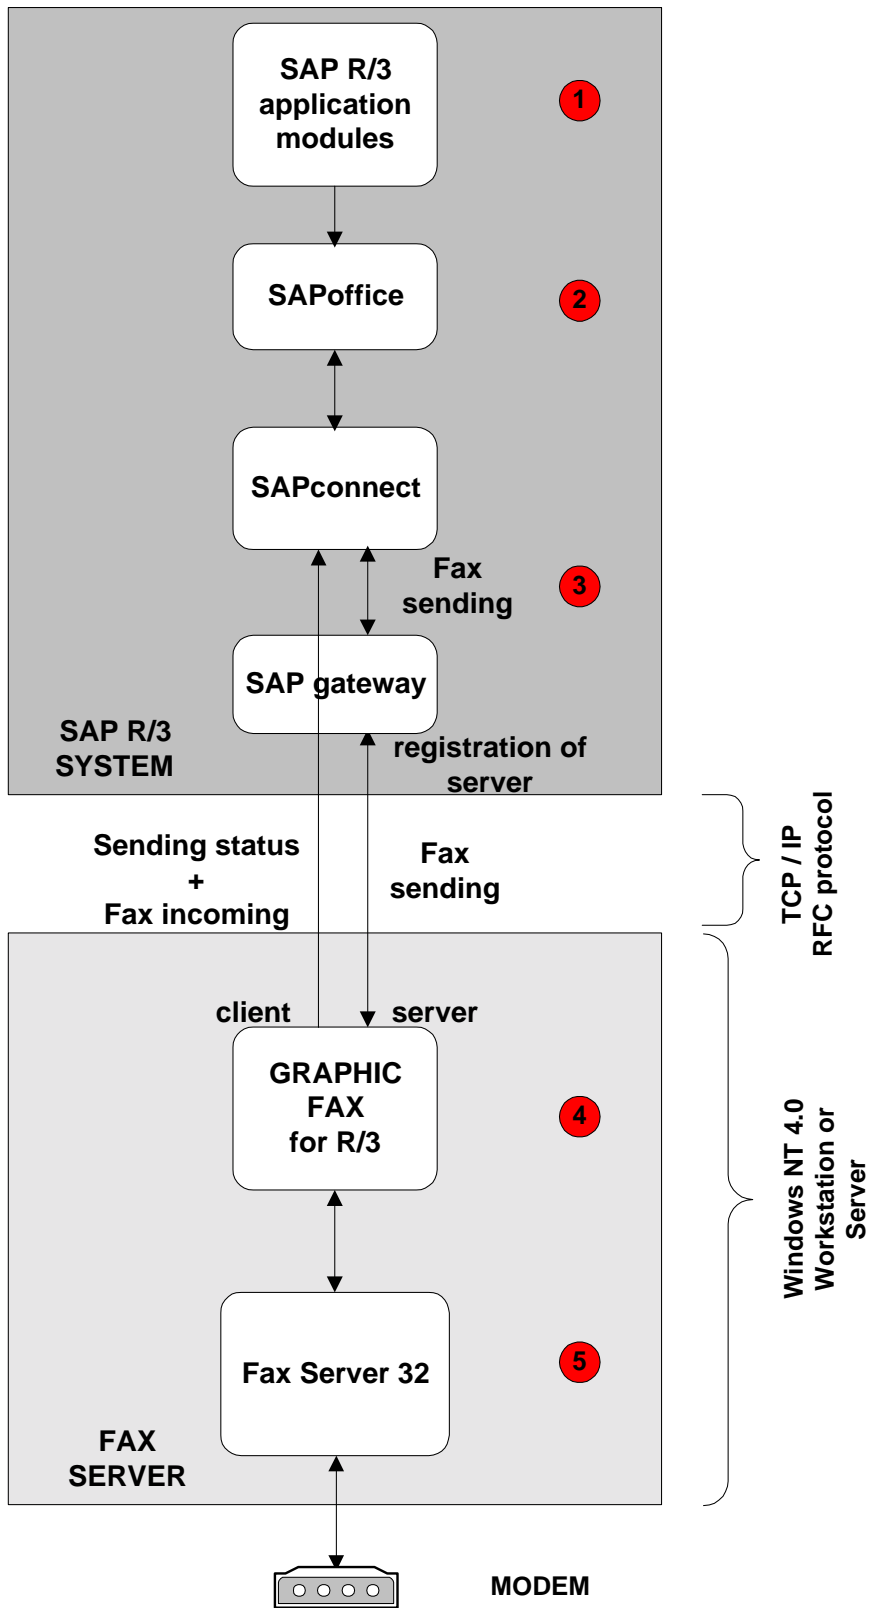 SAP R/3
application
modules
1
SAPoffice
2
SAPconnect
Fax
sending
3
SAP gateway
SAP R/3
SYSTEM
registration of
server
Sending status
+
Fax incoming
Fax
sending
TCP / IP
RFC protocol
client
server
GRAPHIC
FAX
for R/3
4
Windows NT 4.0
Workstation or
Server
Fax Server 32
5
FAX
SERVER
MODEM